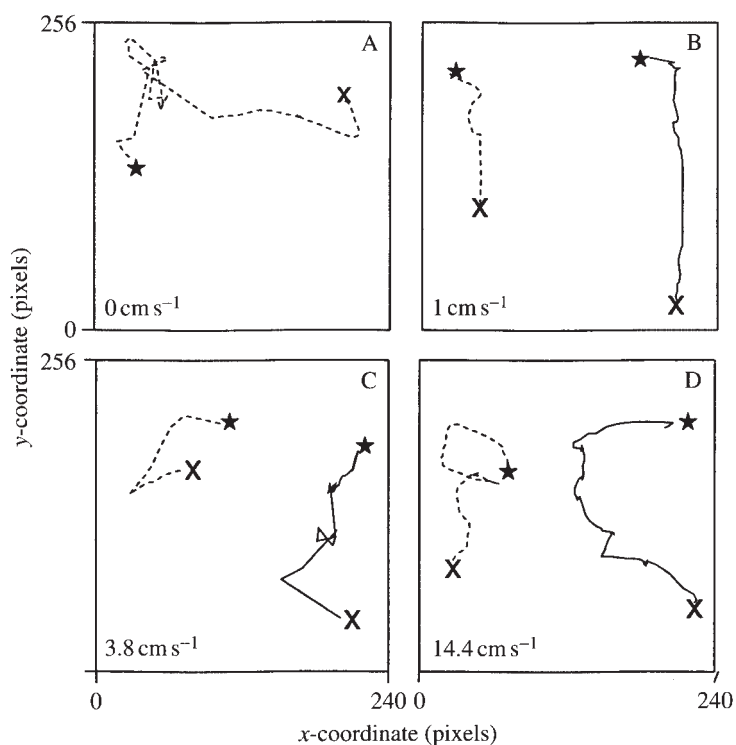 256
A
B
y-coordinate (pixels)
0 cm s⁻¹
1 cm s⁻¹
0
256
C
D
3.8 cm s⁻¹
14.4 cm s⁻¹
0
240 0
240
x-coordinate (pixels)